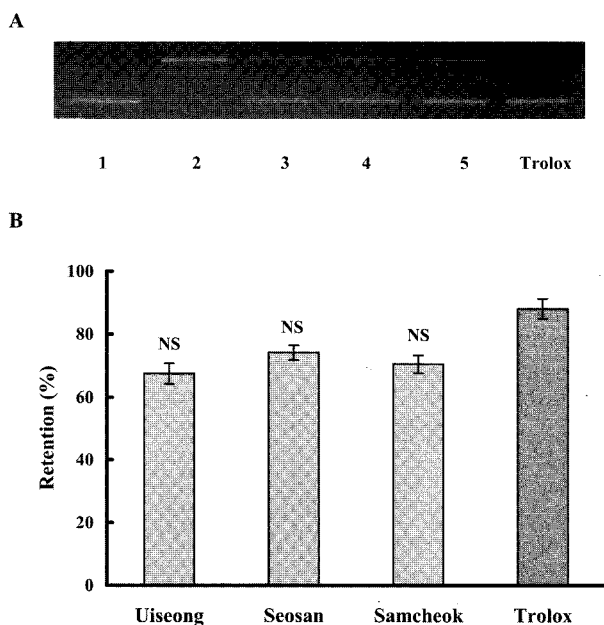 A
1 2 3 4 5 Trolox
B
100
80
60
40
20
0
Retention (%)
NS NS NS
Uiseong Seosan Samcheok Trolox